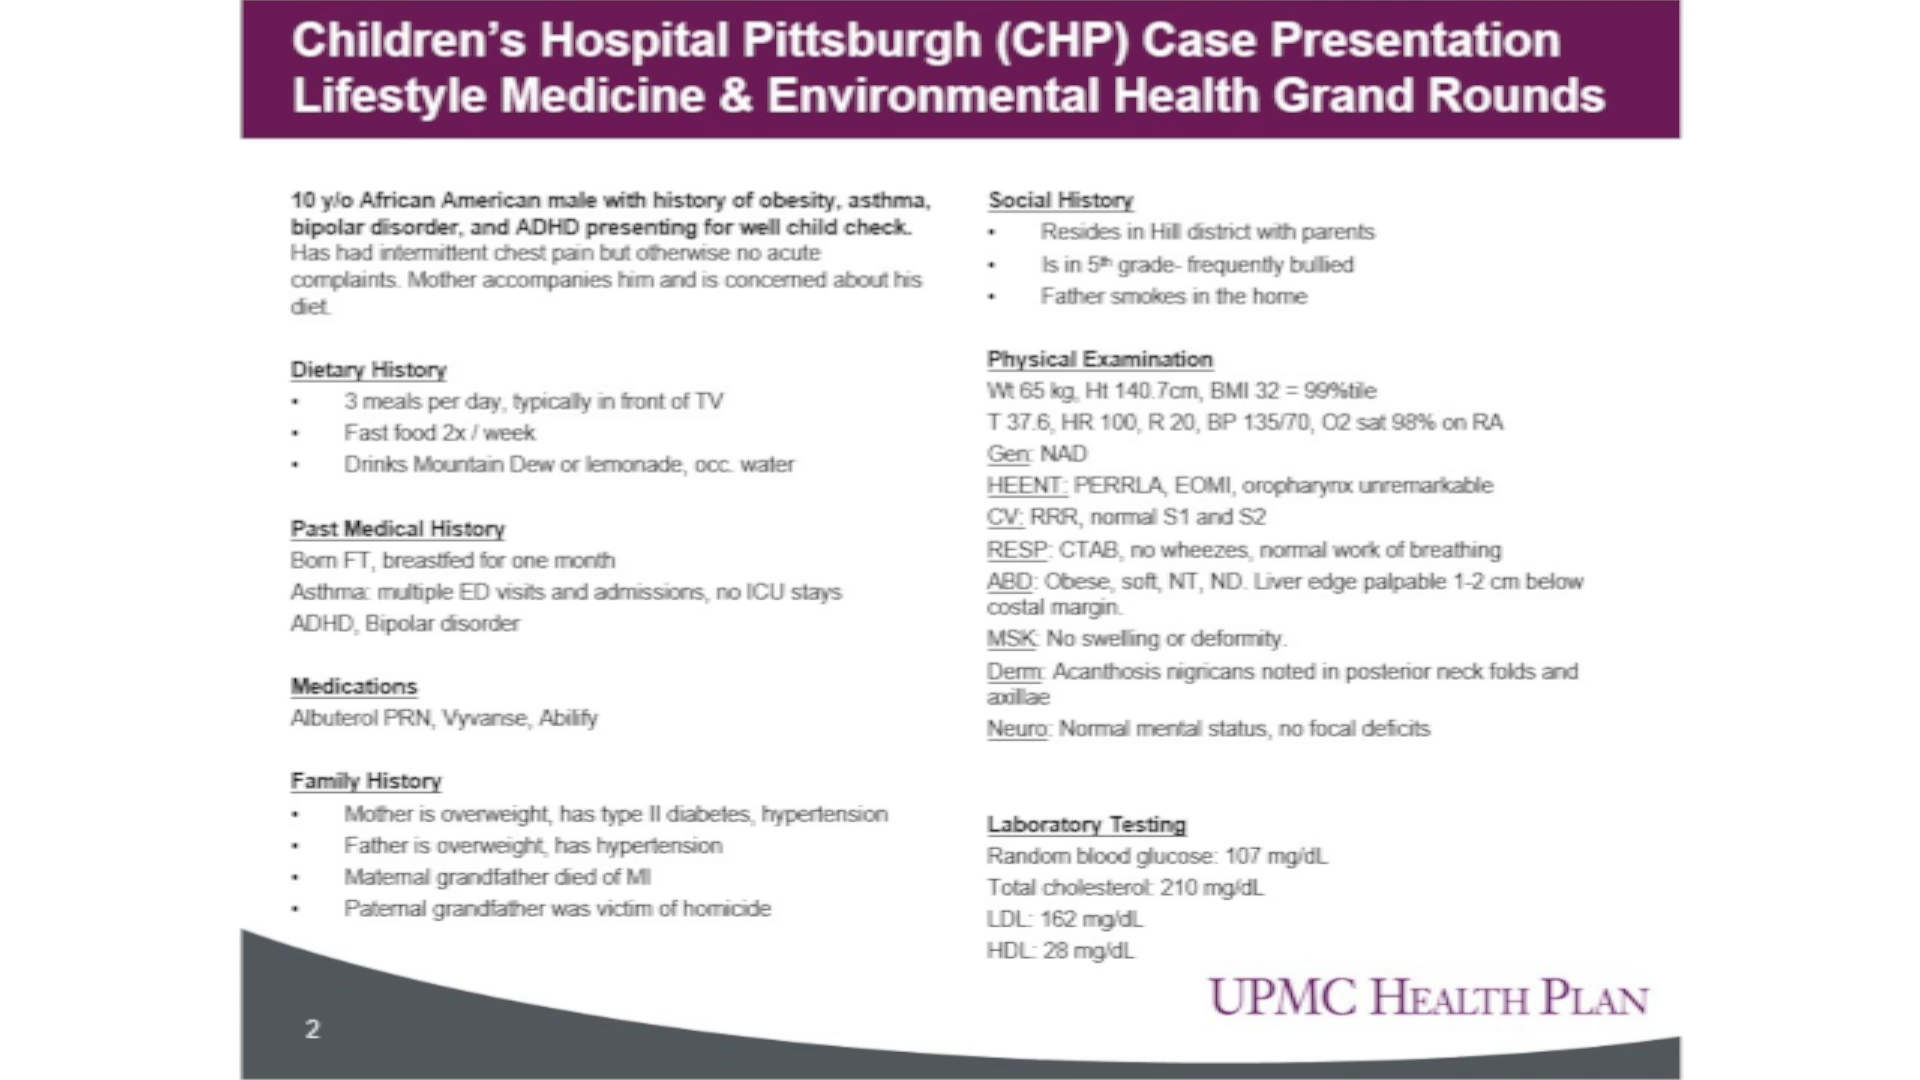 Children's Hospital Pittsburgh (CHP) Case Presentation
Lifestyle Medicine & Environmental Health Grand Rounds
10 y/o African American male with history of obesity, asthma,
bipolar disorder, and ADHD presenting for well child check.
Has had intermittent chest pain but otherwise no acute
complaints. Mother accompanies him and is concerned about his
diet.
Dietary History
• 3 meals per day, typically in front of TV
• Fast food 2x / week
• Drinks Mountain Dew or lemonade, occ. water
Past Medical History
Born FT, breastfed for one month
Asthma: multiple ED visits and admissions, no ICU stays
ADHD, Bipolar disorder
Medications
Albuterol PRN, Vyvanse, Abilify
Family History
• Mother is overweight, has type II diabetes, hypertension
• Father is overweight, has hypertension
• Maternal grandfather died of MI
• Paternal grandfather was victim of homicide
Social History
• Resides in Hill district with parents
• Is in 5th grade- frequently bullied
• Father smokes in the home
Physical Examination
Wt 65 kg, Ht 140.7cm, BMI 32 = 99%tile
T 37.6, HR 100, R 20, BP 135/70, O2 sat 98% on RA
Gen: NAD
HEENT: PERRLA, EOMI, oropharynx unremarkable
CV: RRR, normal S1 and S2
RESP: CTAB, no wheezes, normal work of breathing
ABD: Obese, soft, NT, ND. Liver edge palpable 1-2 cm below
costal margin.
MSK: No swelling or deformity.
Derm: Acanthosis nigricans noted in posterior neck folds and
axillae
Neuro: Normal mental status, no focal deficits
Laboratory Testing
Random blood glucose: 107 mg/dL
Total cholesterol: 210 mg/dL
LDL: 162 mg/dL
HDL: 28 mg/dL
UPMC HEALTH PLAN
2